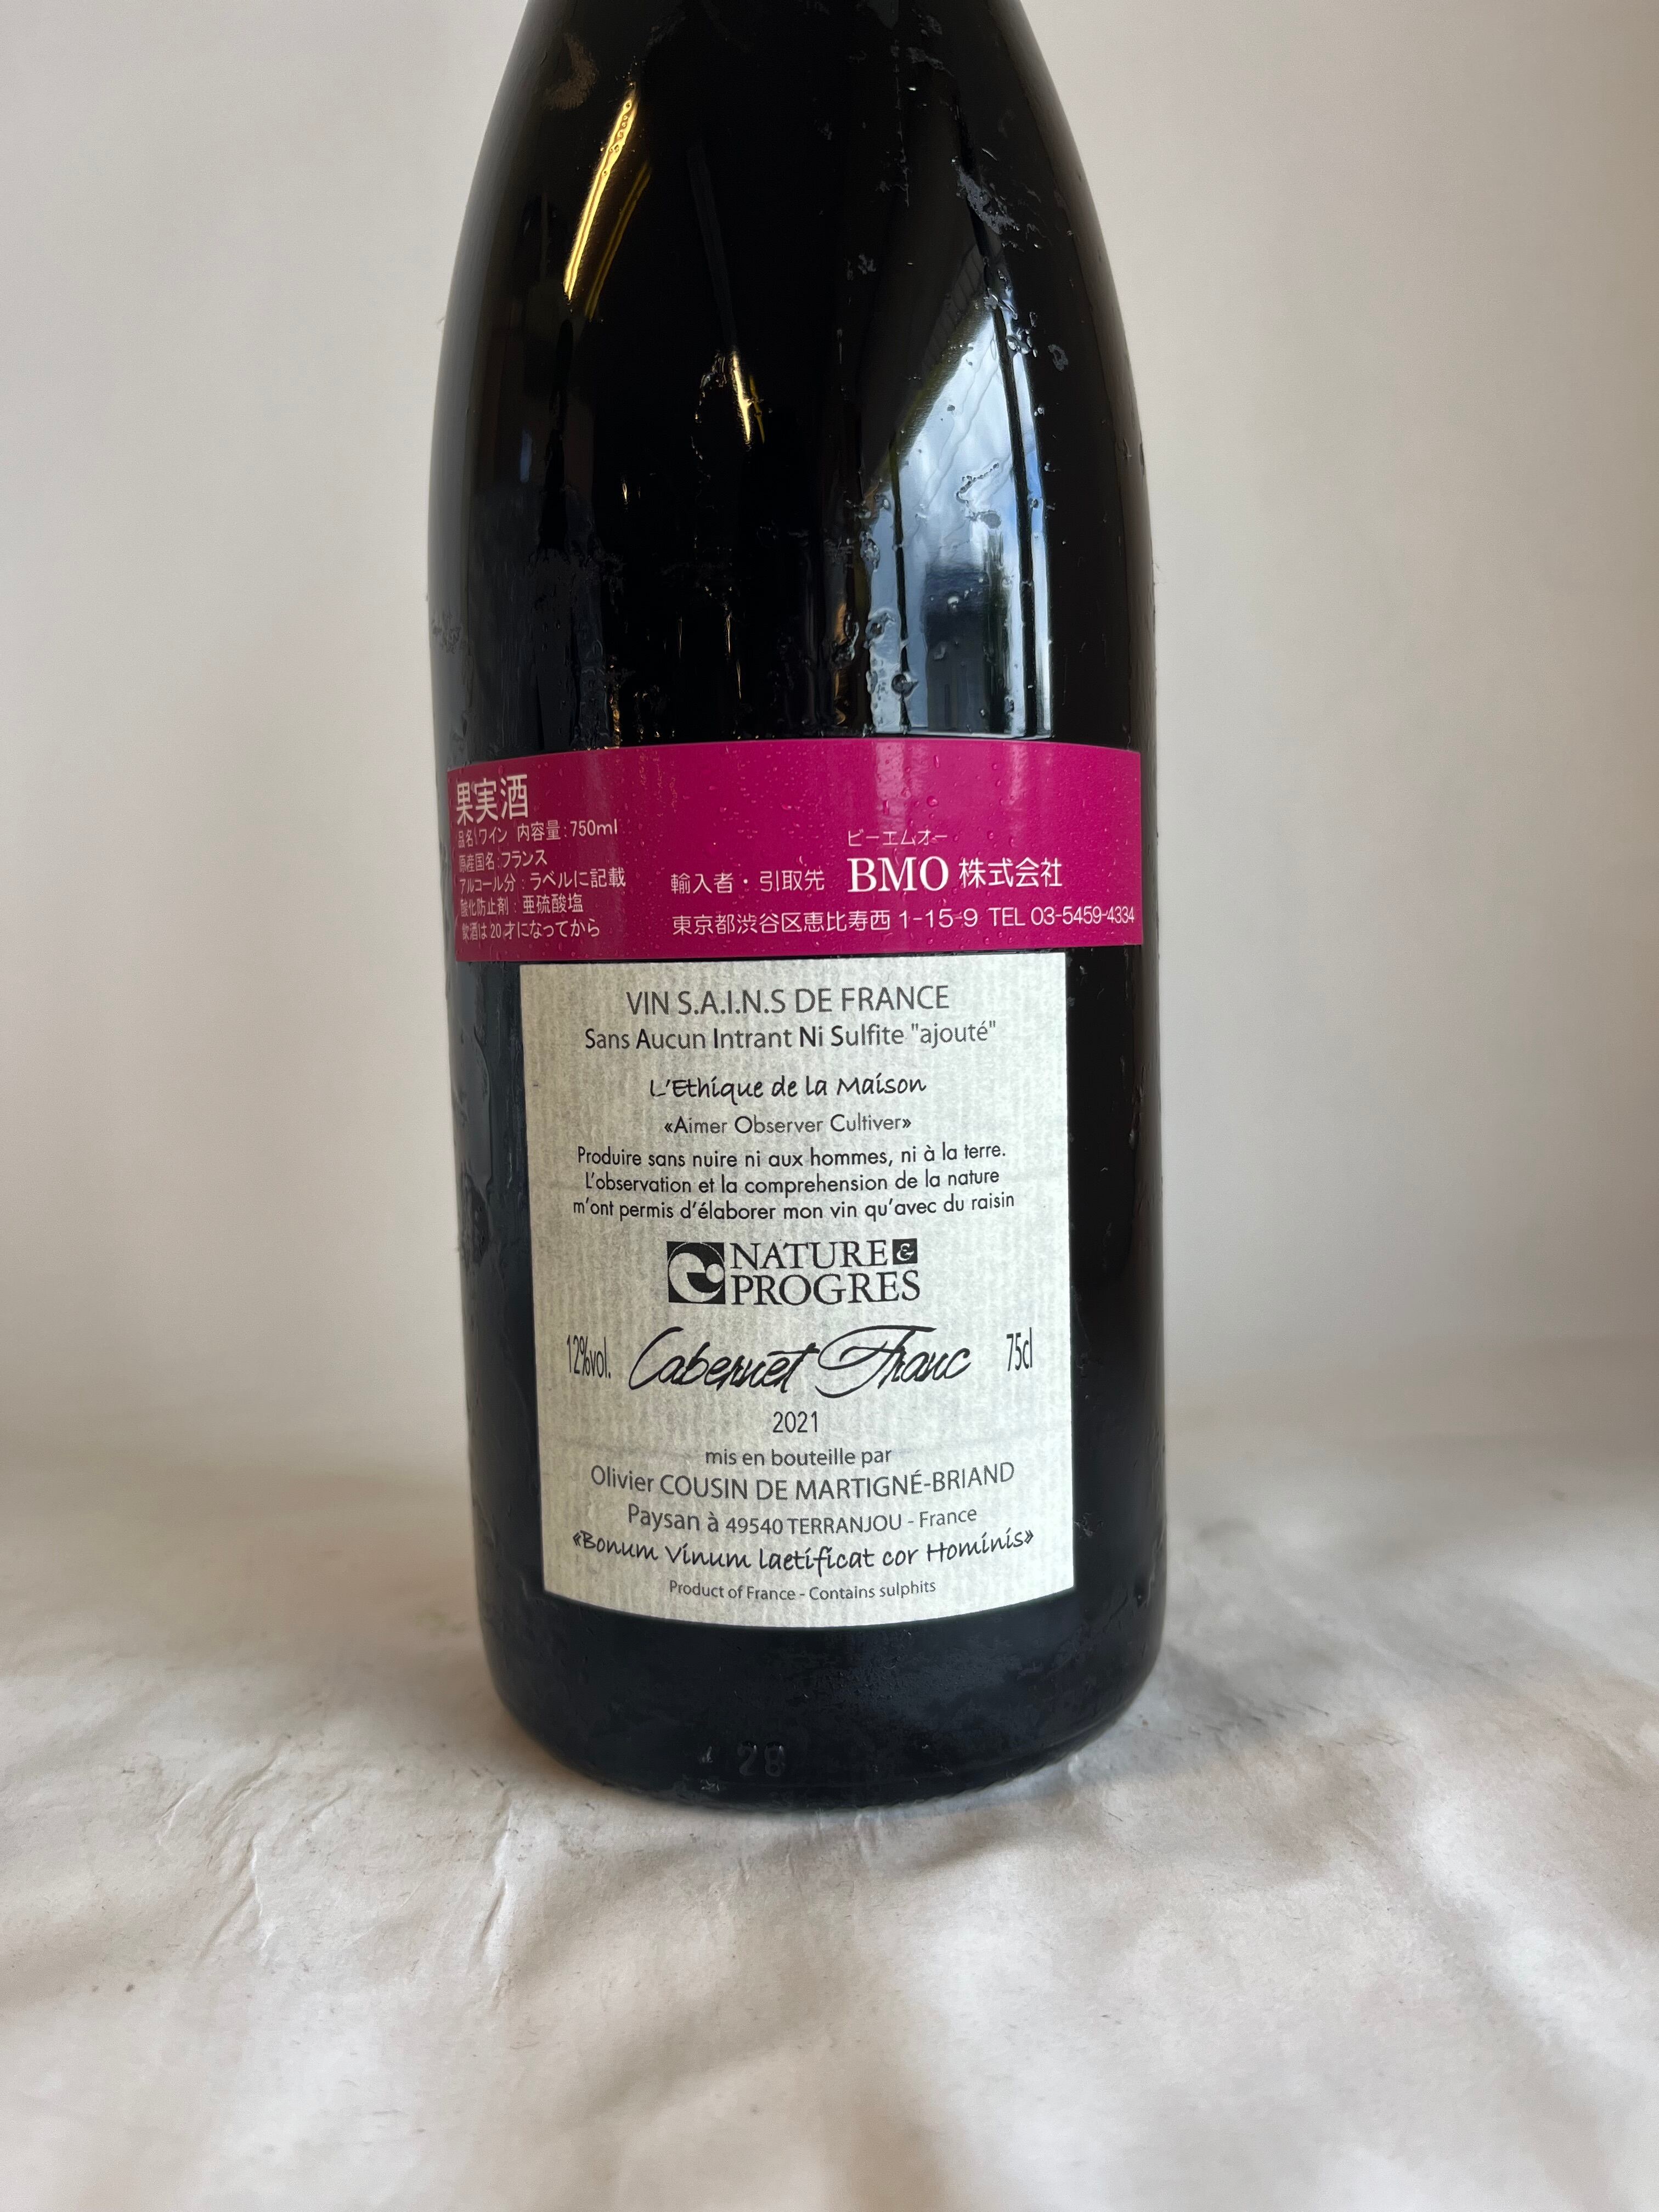 果実酒
品名:ワイン 内容量:750ml
原産国名:フランス
アルコール分:ラベルに記載
酸化防止剤:亜硫酸塩
飲酒は20才になってから
ビーエムオー
輸入者・引取先 BMO 株式会社
東京都渋谷区恵比寿西1-15-9 TEL 03-5459-4334
VIN S.A.I.N.S DE FRANCE
Sans Aucun Intrant Ni Sulfite "ajouté"
L'Ethique de la Maison
«Aimer Observer Cultiver»
Produire sans nuire ni aux hommes, ni à la terre.
L'observation et la comprehension de la nature
m'ont permis d'élaborer mon vin qu'avec du raisin
NATURE &
PROGRES
12%vol. Cabernet Franc 75cl
2021
mis en bouteille par
Olivier COUSIN DE MARTIGNÉ-BRIAND
Paysan à 49540 TERRANJOU - France
«Bonum Vinum laetificat cor Hominis»
Product of France - Contains sulphits
28